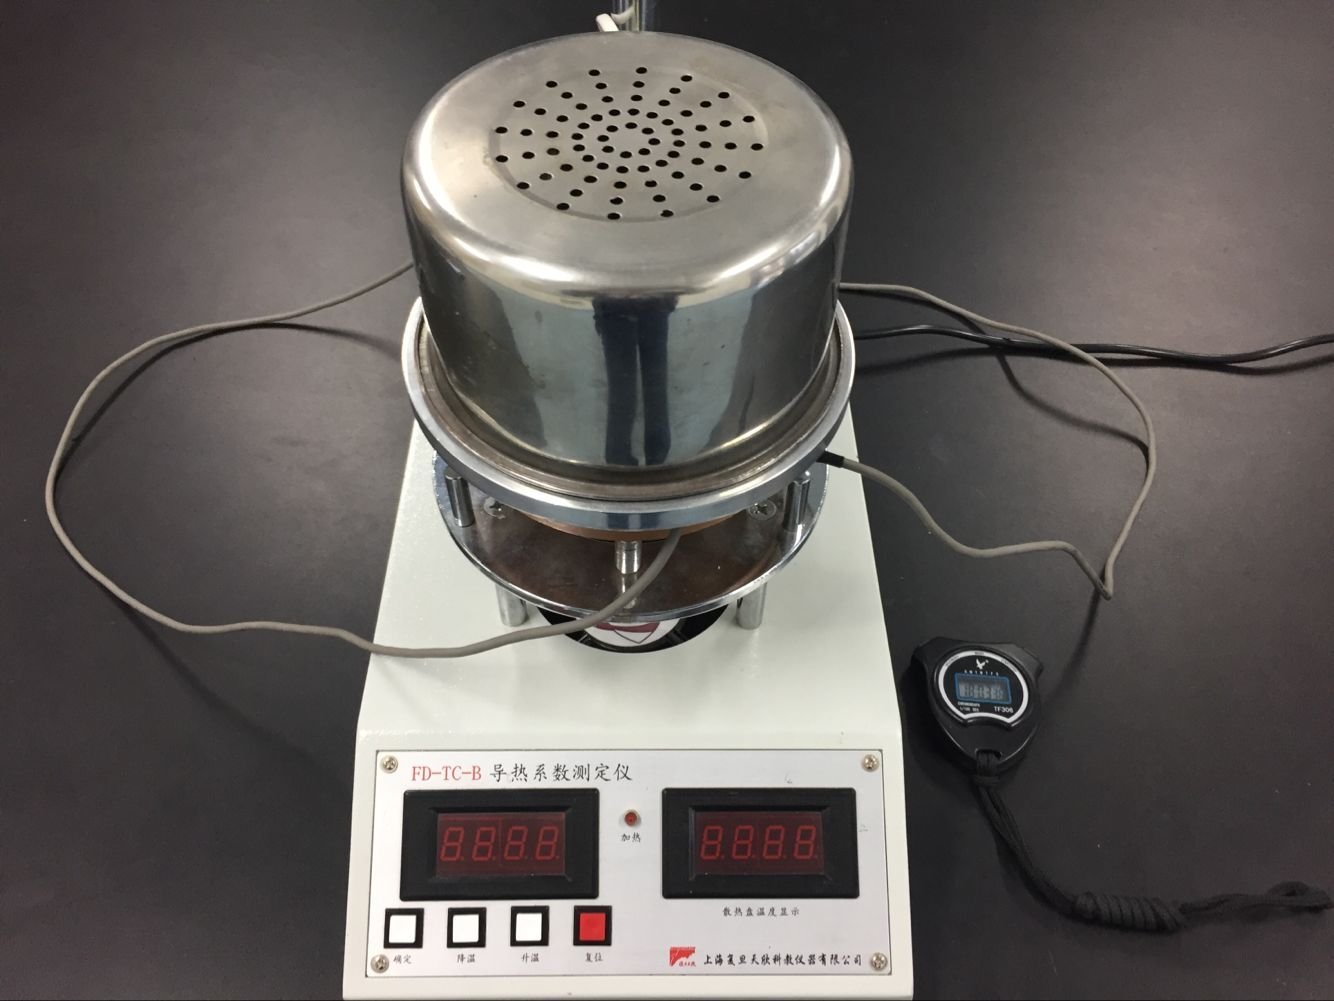 TF306
FD-TC-B 导热系数测定仪
8.8.8.8
加热
8.8.8.8
散热盘温度显示
确定
降温
升温
复位
上海复旦天欣科教仪器有限公司